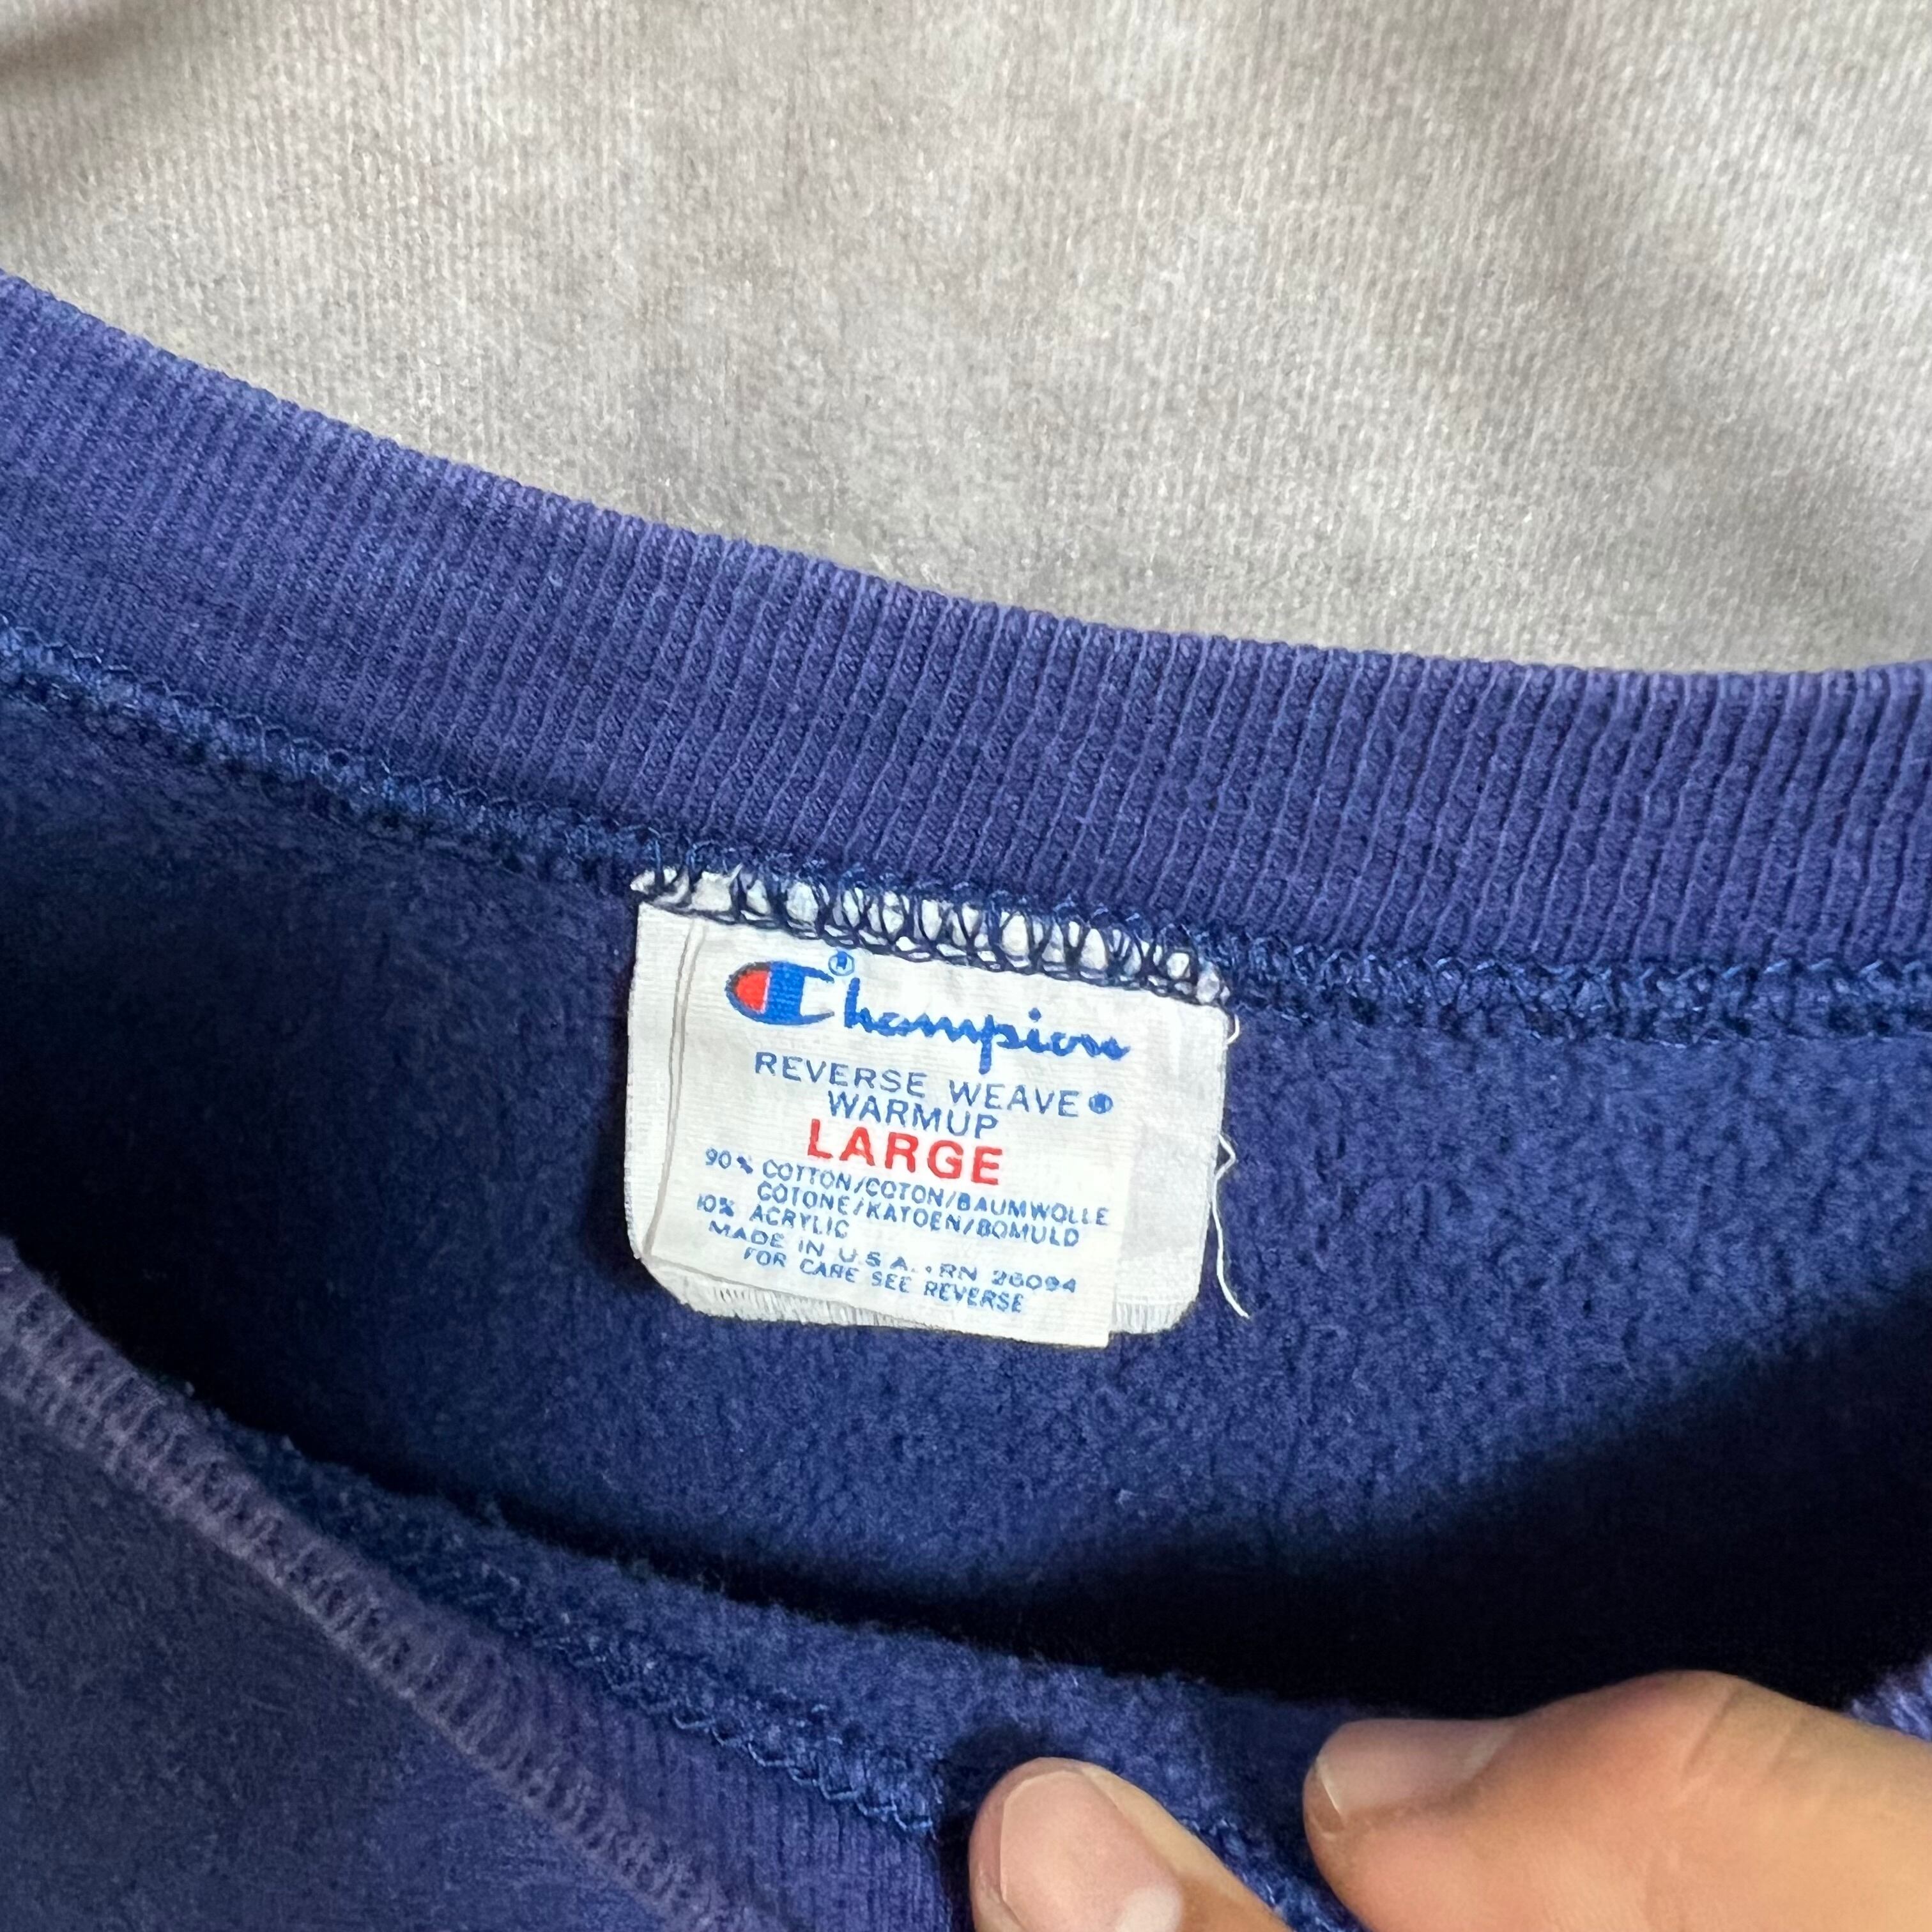 Champion®
REVERSE WEAVE®
WARMUP
LARGE
90% COTTON/COTON/BAUMWOLLE
COTONE/KATOEN/BOMULD
10% ACRYLIC
MADE IN U.S.A. • RN 26094
FOR CARE SEE REVERSE